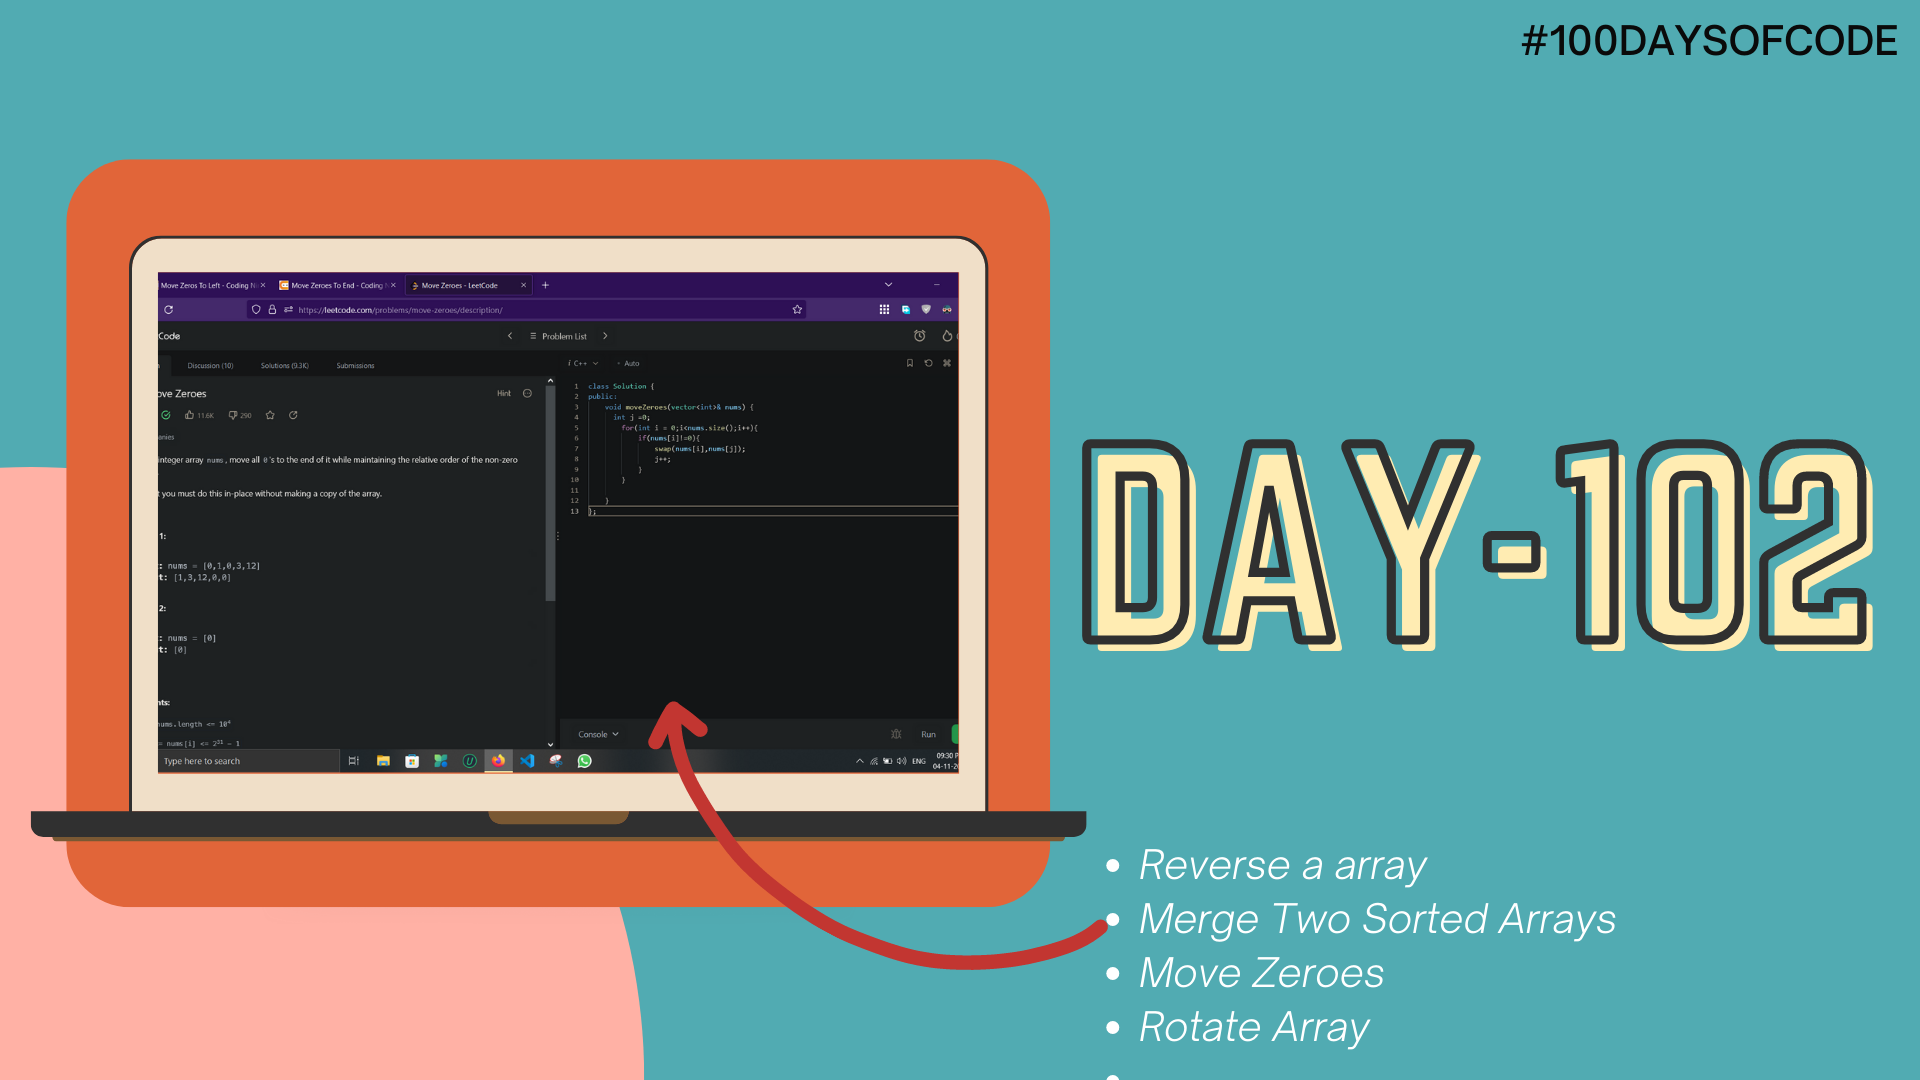 #100DAYSOFCODE
Move Zeros To Left - Coding
Move Zeroes To End - Coding
Move Zeroes - LeetCode
https://leetcode.com/problems/move-zeroes/description/
Code
Problem List
Discussion (10)
Solutions (9.3K)
Submissions
i C++
Auto
ove Zeroes
Hint
11.6K
290
anies
integer array nums, move all 0's to the end of it while maintaining the relative order of the non-zero
t you must do this in-place without making a copy of the array.
1:
: nums = [0,1,0,3,12]
t: [1,3,12,0,0]
2:
: nums = [0]
t: [0]
nts:
nums.length <= 10⁴
= nums[i] <= 2³¹ - 1
1 class Solution {
2 public:
3 void moveZeroes(vector<int>& nums) {
4 int j =0;
5 for(int i = 0;i<nums.size();i++){
6 if(nums[i]!=0){
7 swap(nums[i],nums[j]);
8 j++;
9 }
10 }
11
12 }
13 };
Console
Run
Type here to search
ENG
09:30 P
04-11-2
DAY-102
• Reverse a array
• Merge Two Sorted Arrays
• Move Zeroes
• Rotate Array